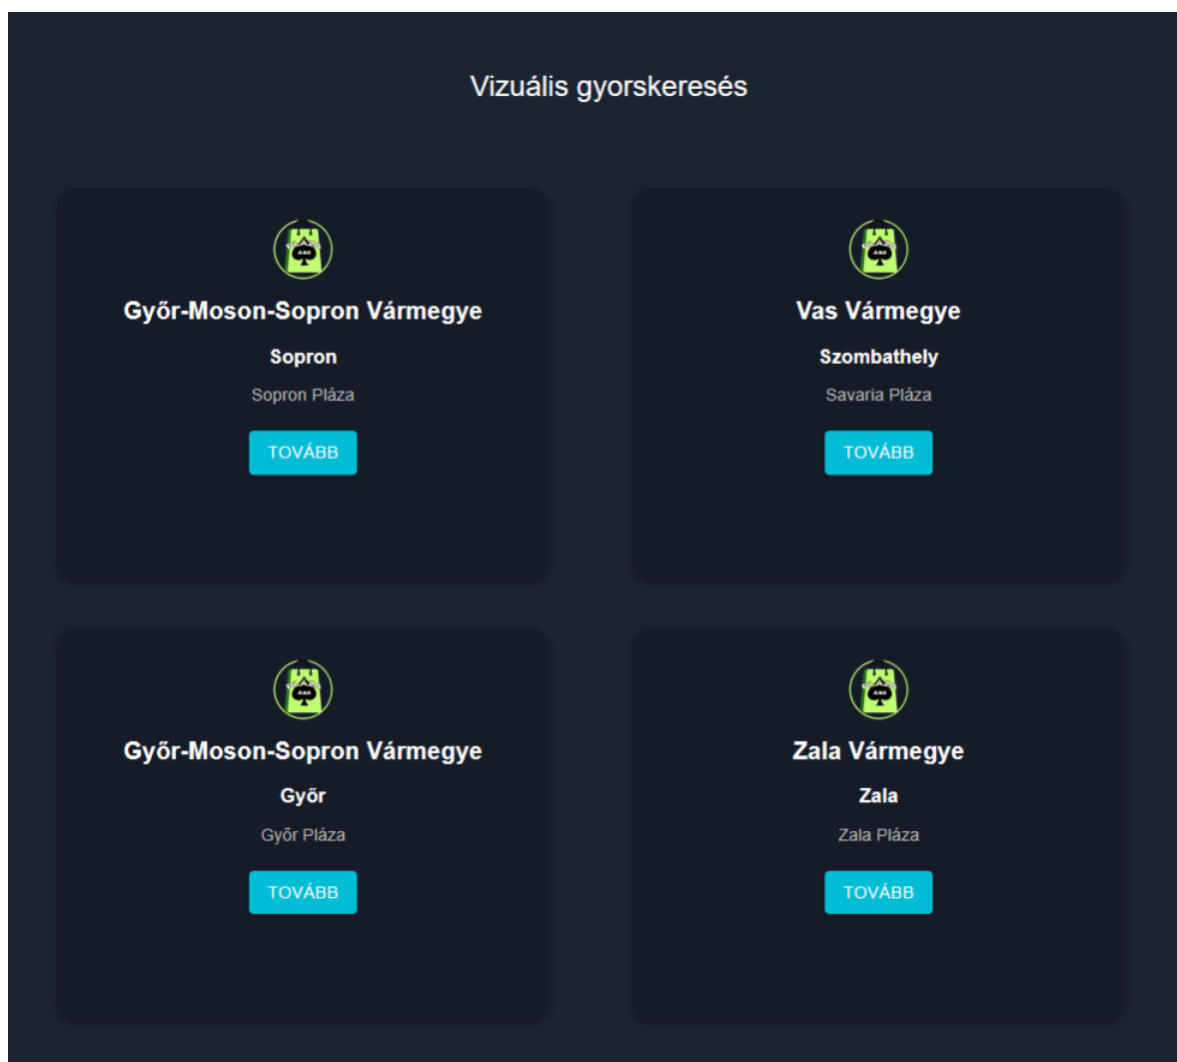 Vizuális gyorskeresés
Győr-Moson-Sopron Vármegye
Sopron
Sopron Pláza
TOVÁBB
Vas Vármegye
Szombathely
Savaria Pláza
TOVÁBB
Győr-Moson-Sopron Vármegye
Győr
Győr Pláza
TOVÁBB
Zala Vármegye
Zala
Zala Pláza
TOVÁBB